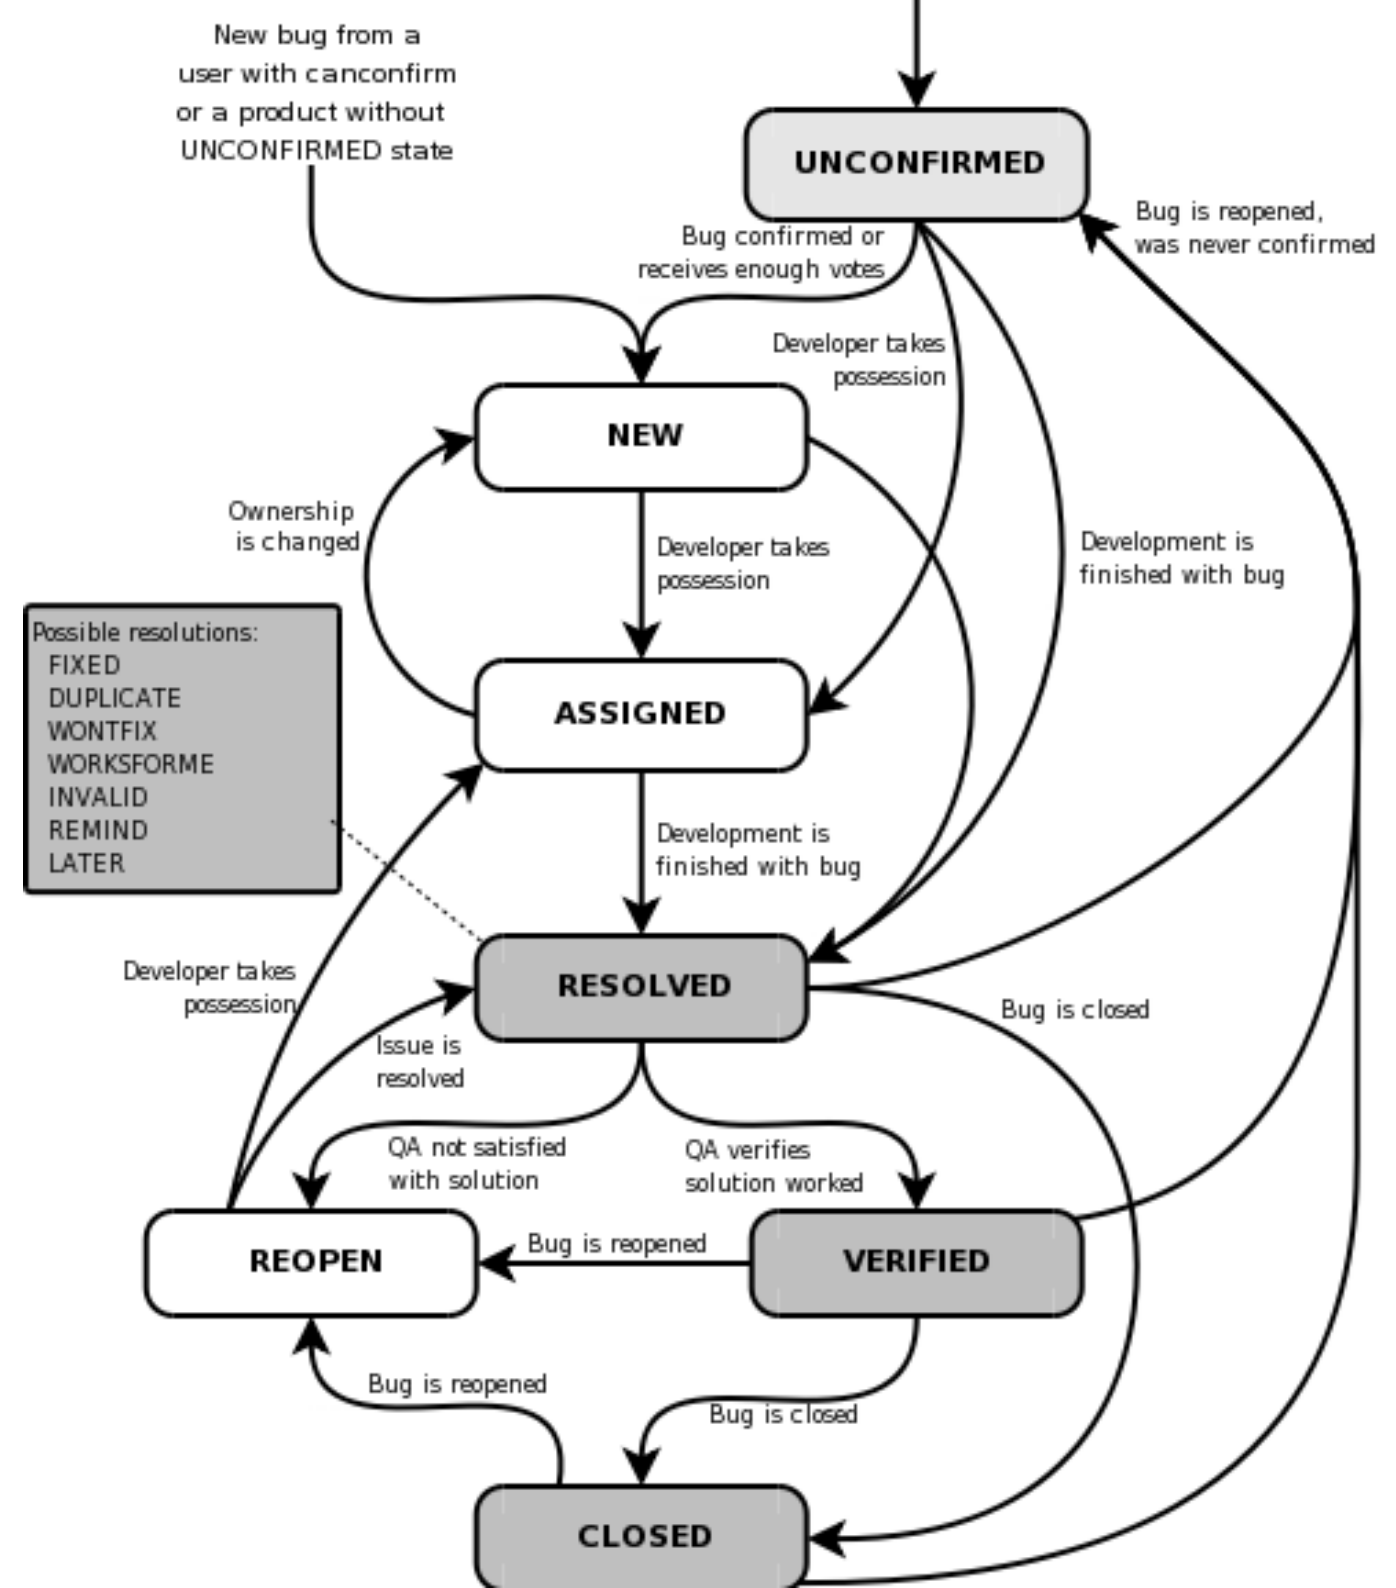 New bug from a
user with canconfirm
or a product without
UNCONFIRMED state
UNCONFIRMED
Bug is reopened,
was never confirmed
Bug confirmed or
receives enough votes
Developer takes
possession
NEW
Ownership
is changed
Developer takes
possession
Development is
finished with bug
Possible resolutions:
FIXED
DUPLICATE
WONTFIX
WORKSFORME
INVALID
REMIND
LATER
ASSIGNED
Development is
finished with bug
Developer takes
possession
RESOLVED
Bug is closed
Issue is
resolved
QA not satisfied
with solution
QA verifies
solution worked
REOPEN
Bug is reopened
VERIFIED
Bug is reopened
Bug is closed
CLOSED